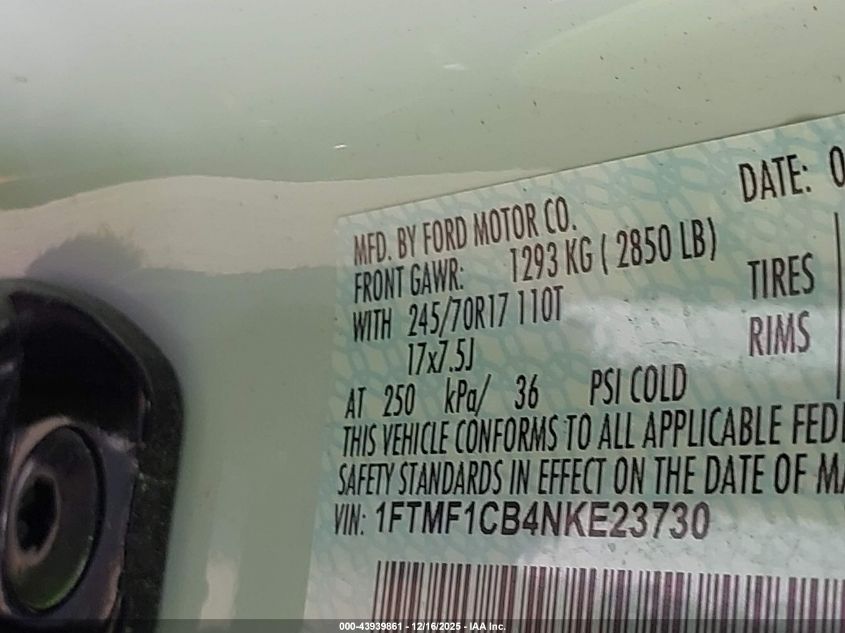 DATE: 0
MFD. BY FORD MOTOR CO.
FRONT GAWR: 1293 KG ( 2850 LB)
WITH 245/70R17 110T TIRES
17x7.5J RIMS
AT 250 kPa/ 36 PSI COLD
THIS VEHICLE CONFORMS TO ALL APPLICABLE FEDE
SAFETY STANDARDS IN EFFECT ON THE DATE OF MA
VIN: 1FTMF1CB4NKE23730
000-43939861 - 12/16/2025 - IAA Inc.